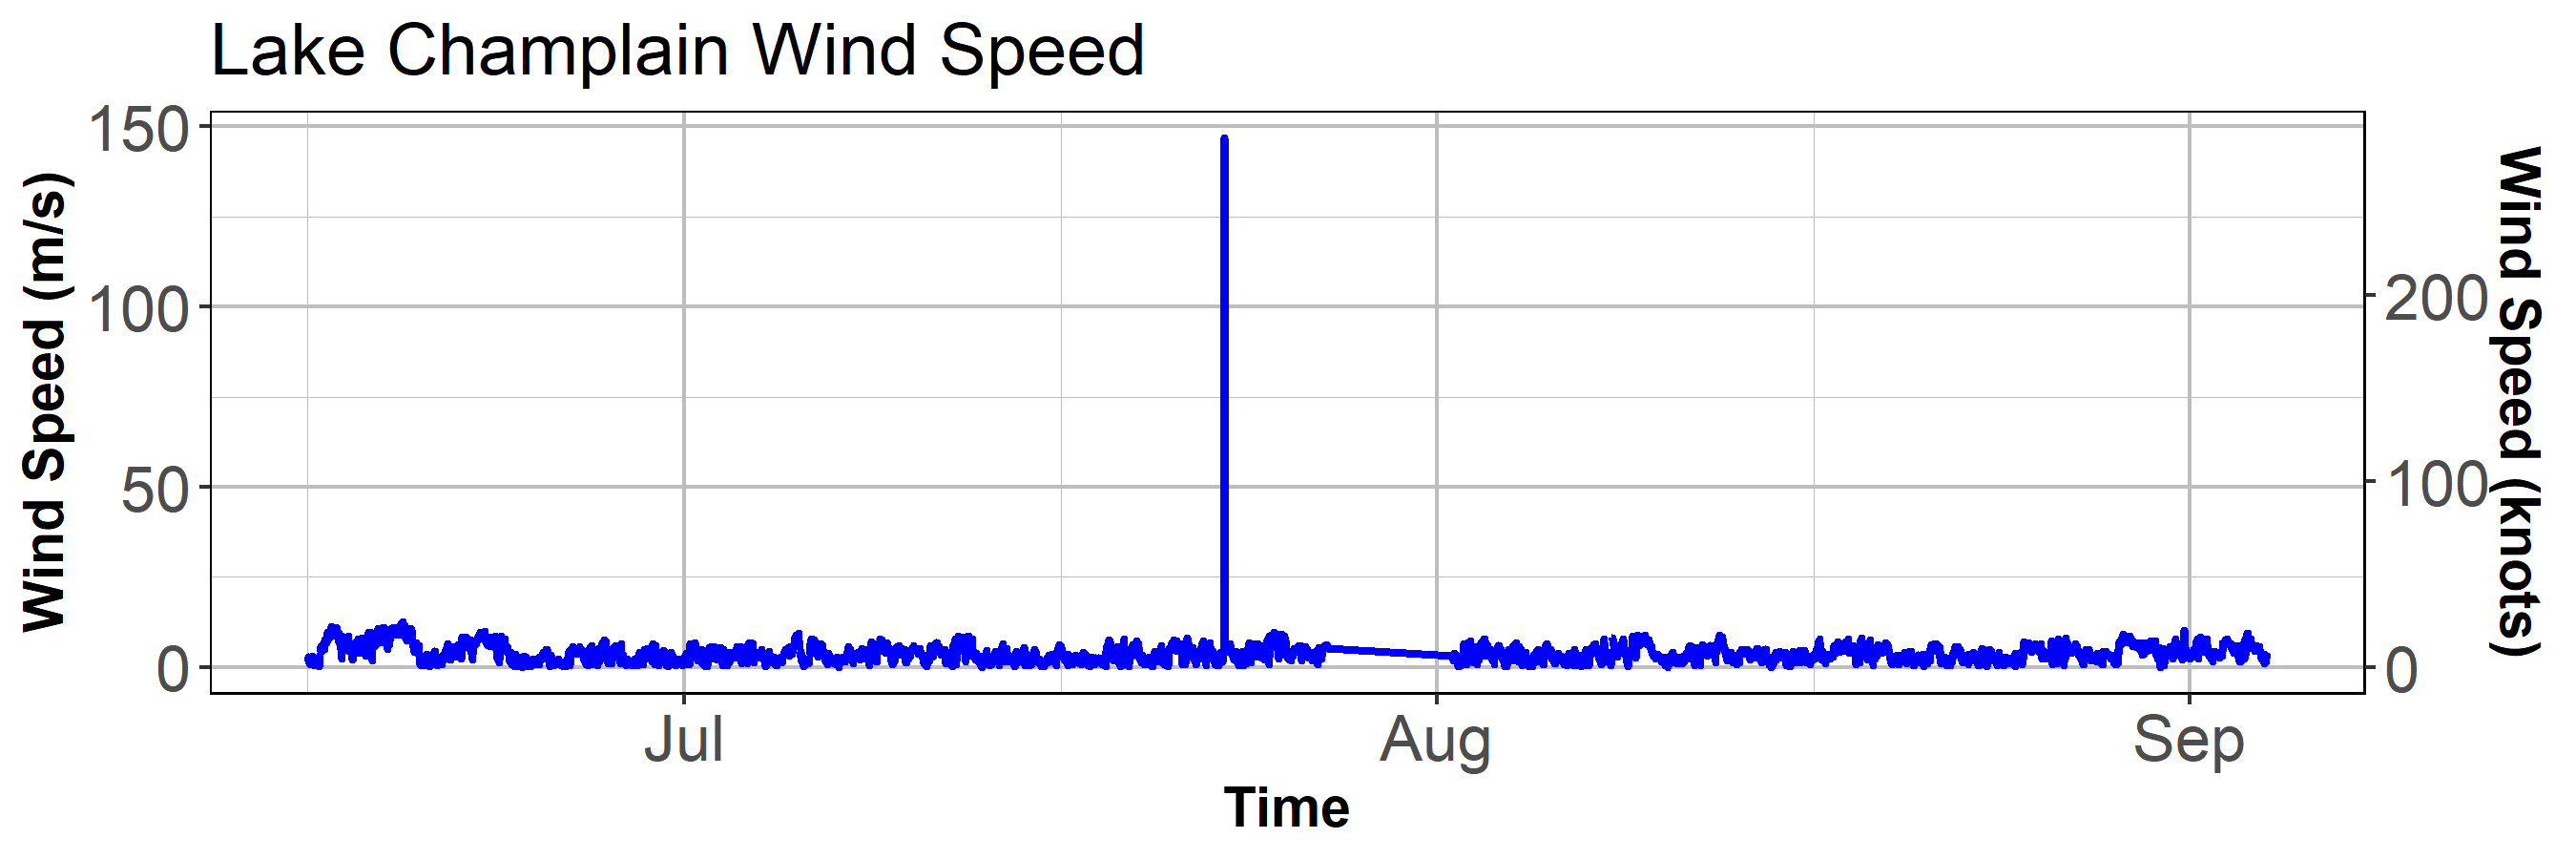 Lake Champlain Wind Speed
150
100
50
0
Wind Speed (m/s)
200
100
0
Wind Speed (knots)
Jul
Aug
Sep
Time